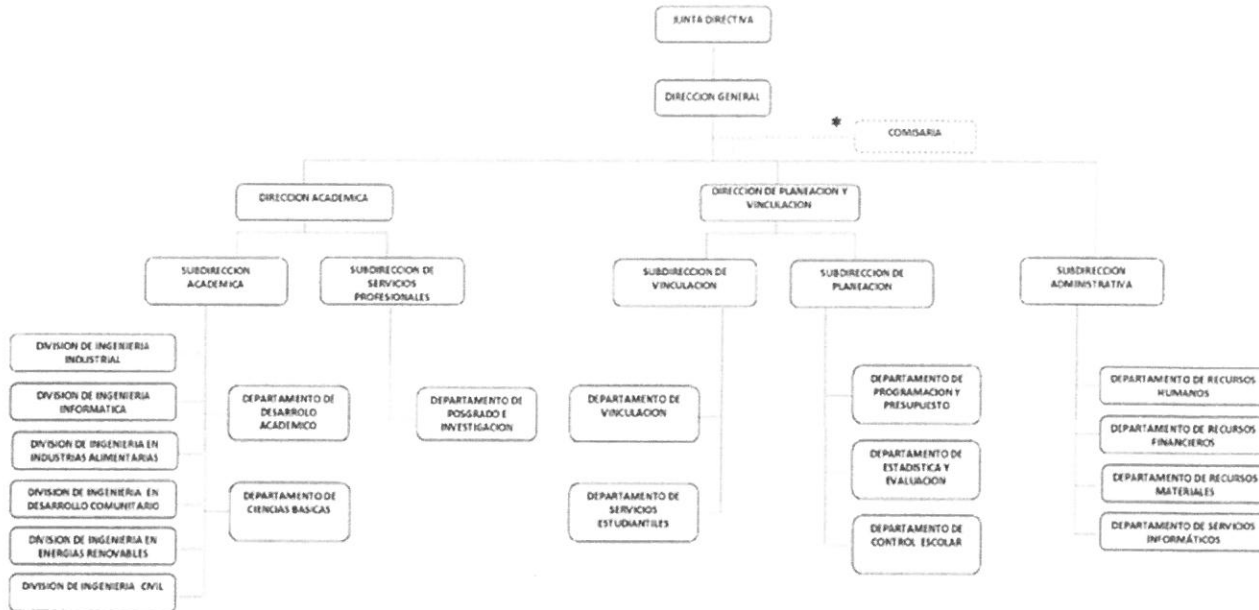 JUNTA DIRECTIVA
DIRECCION GENERAL
*
COMISARIA
DIRECCION ACADEMICA
DIRECCION DE PLANEACION Y
VINCULACION
SUBDIRECCION
ACADEMICA
SUBDIRECCION DE
SERVICIOS
PROFESIONALES
SUBDIRECCION DE
VINCULACION
SUBDIRECCION DE
PLANEACION
SUBDIRECCIÓN
ADMINISTRATIVA
DIVISION DE INGENIERIA
INDUSTRIAL
DIVISION DE INGENIERIA
INFORMATICA
DIVISION DE INGENIERIA EN
INDUSTRIAS ALIMENTARIAS
DIVISION DE INGENIERIA EN
DESARROLLO COMUNITARIO
DIVISION DE INGENIERIA EN
ENERGIAS RENOVABLES
DIVISION DE INGENIERIA CIVIL
DEPARTAMENTO DE
DESARROLO
ACADEMICO
DEPARTAMENTO DE
CIENCIAS BASICAS
DEPARTAMENTO DE
POSGRADO E
INVESTIGACION
DEPARTAMENTO DE
VINCULACION
DEPARTAMENTO DE
SERVICIOS
ESTUDIANTILES
DEPARTAMENTO DE
PROGRAMACION Y
PRESUPUESTO
DEPARTAMENTO DE
ESTADISTICA Y
EVALUACION
DEPARTAMENTO DE
CONTROL ESCOLAR
DEPARTAMENTO DE RECURSOS
HUMANOS
DEPARTAMENTO DE RECURSOS
FINANCIEROS
DEPARTAMENTO DE RECURSOS
MATERIALES
DEPARTAMENTO DE SERVICIOS
INFORMÁTICOS